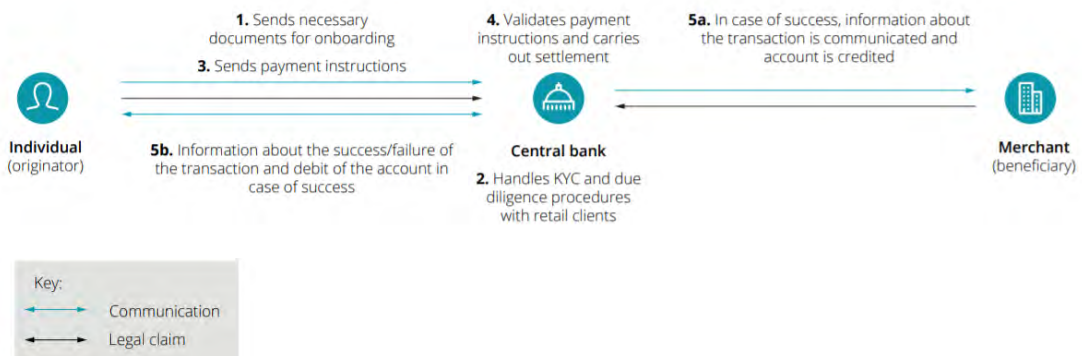 1. Sends necessary
documents for onboarding
3. Sends payment instructions
4. Validates payment
instructions and carries
out settlement
5a. In case of success, information about
the transaction is communicated and
account is credited
Individual
(originator)
5b. Information about the success/failure of
the transaction and debit of the account in
case of success
Central bank
2. Handles KYC and due
diligence procedures
with retail clients
Merchant
(beneficiary)
Key:
Communication
Legal claim